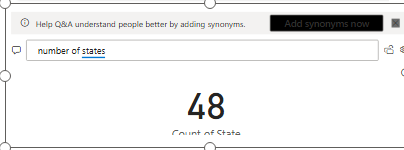 Help Q&A understand people better by adding synonyms. Add synonyms now
number of states
48
Count of State